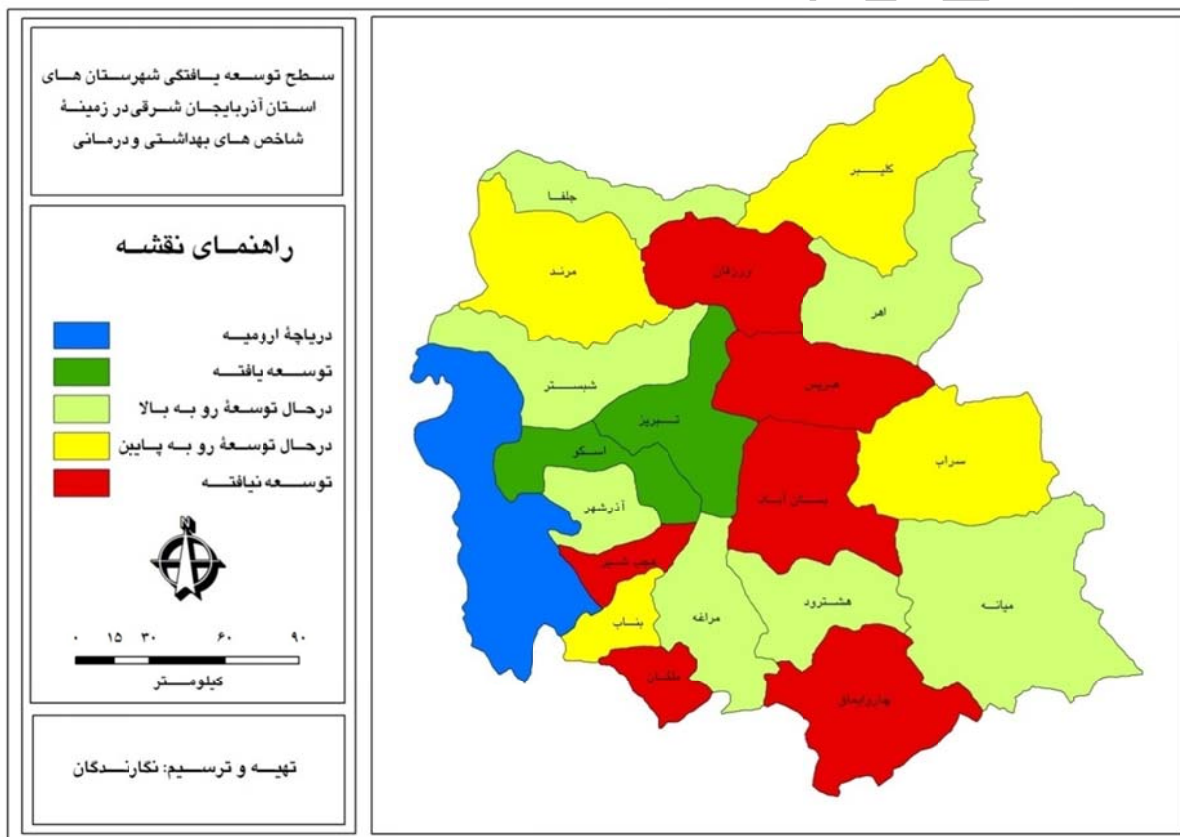 سطح توسعه یافتگی شهرستان های
استان آذربایجان شرقی در زمینهٔ
شاخص های بهداشتی و درمانی
راهنمای نقشه
دریاچهٔ ارومیه
توسعه یافته
درحال توسعهٔ رو به بالا
درحال توسعهٔ رو به پایین
توسعه نیافته
N
۰ ۱۵ ۳۰ ۶۰ ۹۰
کیلومتر
تهیه و ترسیم: نگارندگان
کلیبر
جلفا
مرند
ورزقان
اهر
شبستر
هریس
تبریز
اسکو
سراب
بستان آباد
آذرشهر
عجب شیر
هشترود
میانه
مراغه
بناب
ملکان
چاراویماق